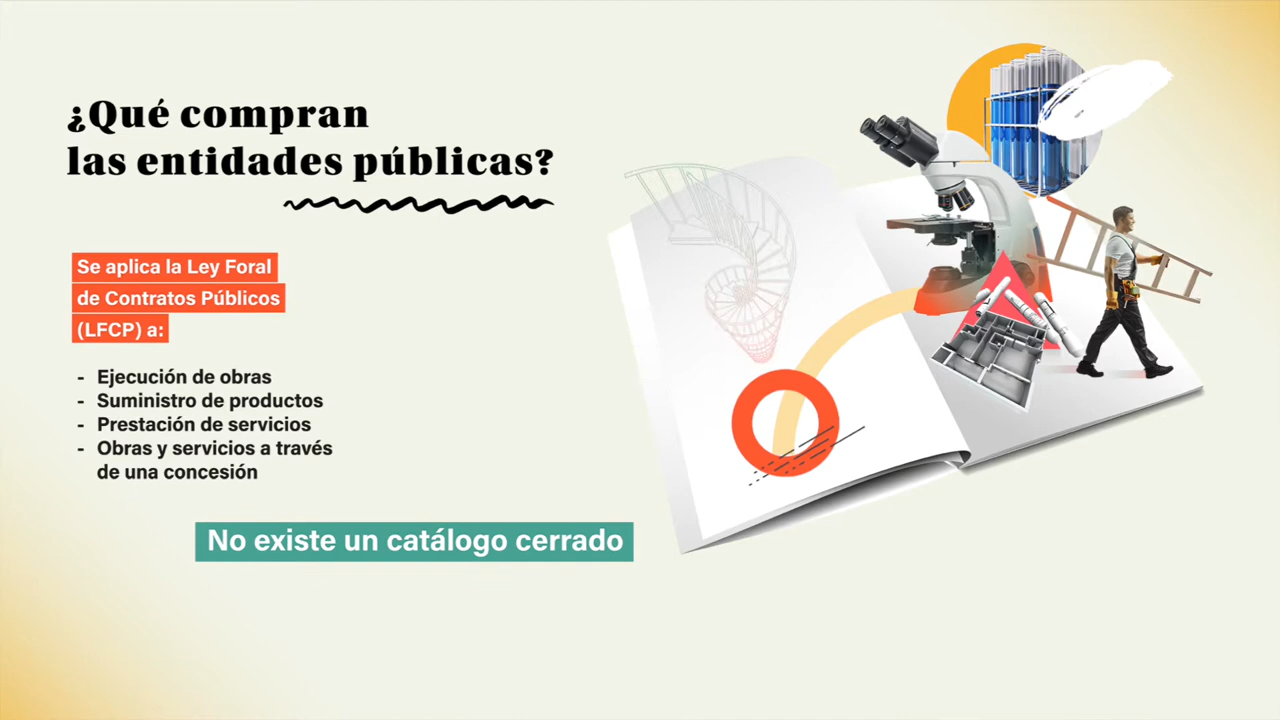 ¿Qué compran
las entidades públicas?
Se aplica la Ley Foral
de Contratos Públicos
(LFCP) a:
- Ejecución de obras
- Suministro de productos
- Prestación de servicios
- Obras y servicios a través
de una concesión
No existe un catálogo cerrado